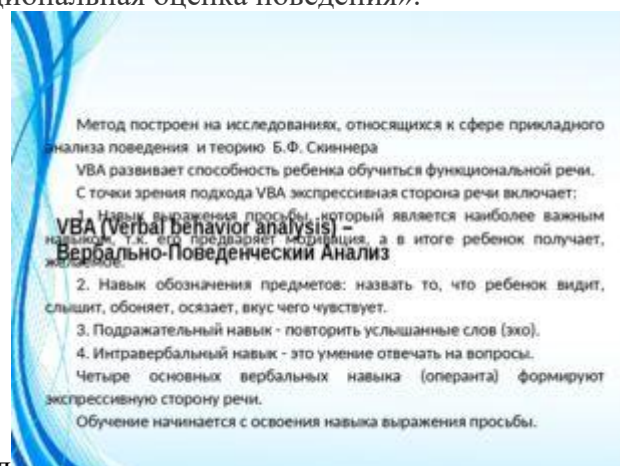 циональная оценка поведения».
Метод построен на исследованиях, относящихся к сфере прикладного
анализа поведения и теорию Б.Ф. Скиннера
VBA развивает способность ребенка обучиться функциональной речи.
С точки зрения подхода VBA экспрессивная сторона речи включает:
1. Навык выражения просьбы, который является наиболее важным
навыком, т.к. его предваряет мотивация, а в итоге ребенок получает,
желаемое.
VBA (Verbal behavior analysis) –
Вербально-Поведенческий Анализ
2. Навык обозначения предметов: назвать то, что ребенок видит,
слышит, обоняет, осязает, вкус чего чувствует.
3. Подражательный навык - повторить услышанные слов (эхо).
4. Интравербальный навык - это умение отвечать на вопросы.
Четыре основных вербальных навыка (операнта) формируют
экспрессивную сторону речи.
Обучение начинается с освоения навыка выражения просьбы.